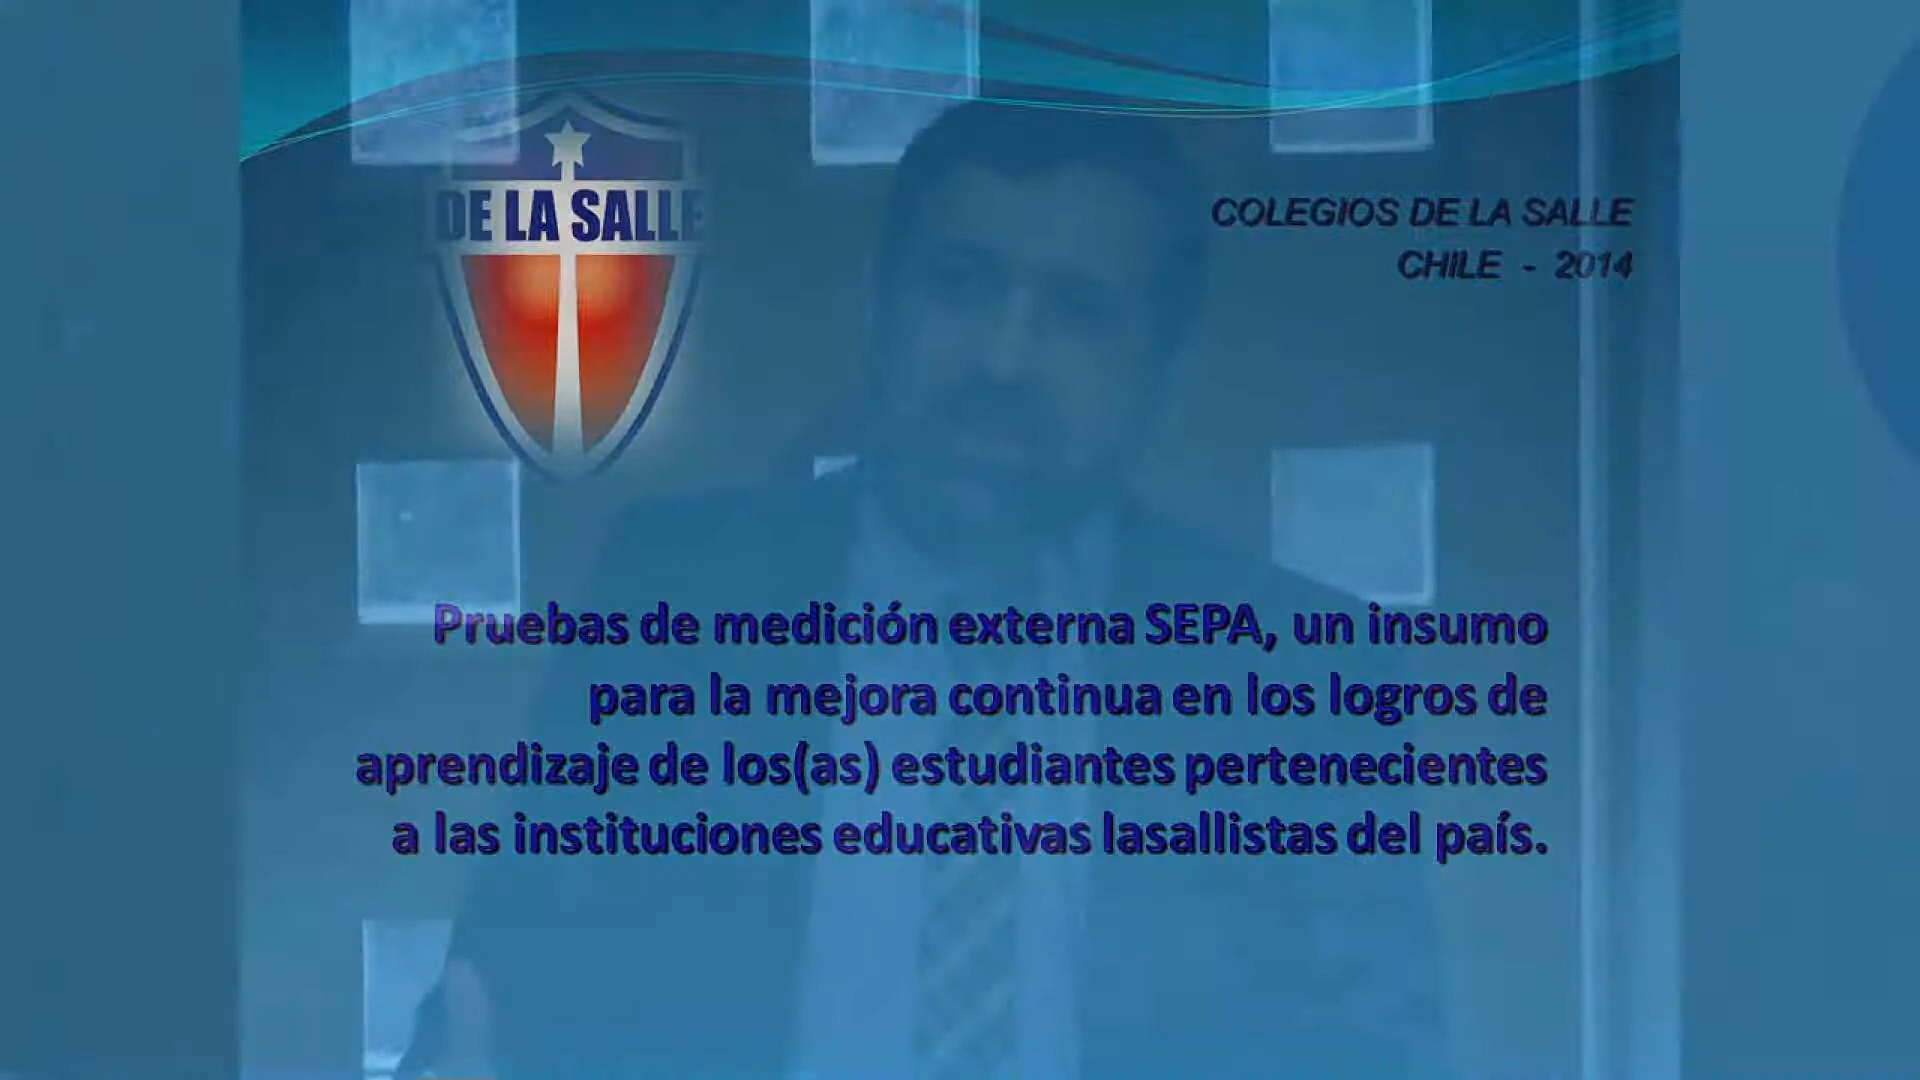 DE LA SALLE
COLEGIOS DE LA SALLE
CHILE - 2014
Pruebas de medición externa SEPA, un insumo
para la mejora continua en los logros de
aprendizaje de los(as) estudiantes pertenecientes
a las instituciones educativas lasallistas del país.